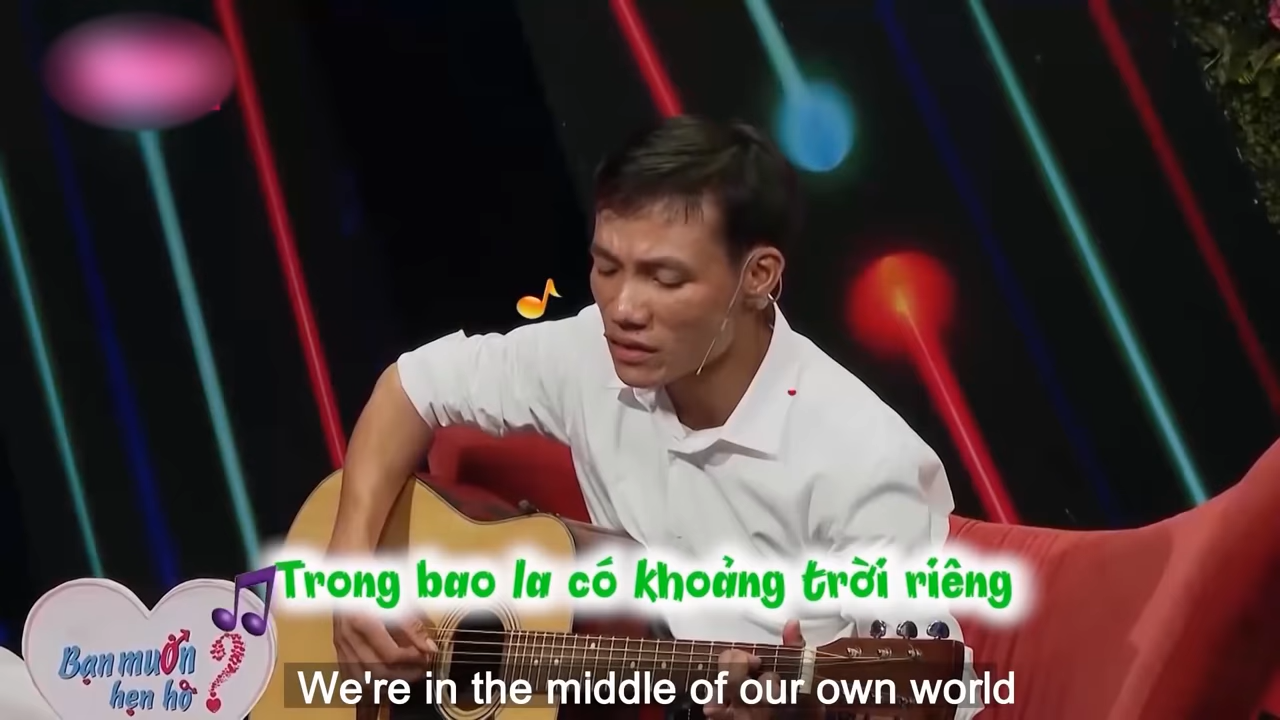 Trong bao la có khoảng trời riêng
Bạn muốn
hẹn hò
?
We're in the middle of our own world